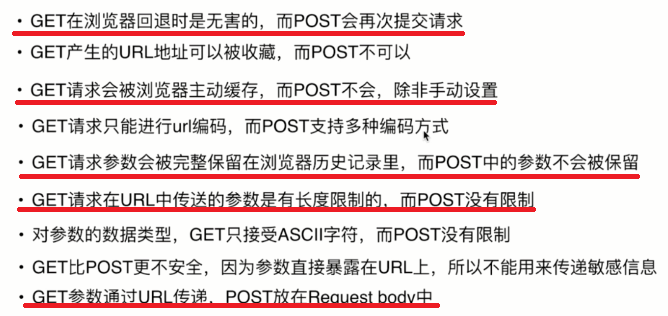 • GET在浏览器回退时是无害的，而POST会再次提交请求
• GET产生的URL地址可以被收藏，而POST不可以
• GET请求会被浏览器主动缓存，而POST不会，除非手动设置
• GET请求只能进行url编码，而POST支持多种编码方式
• GET请求参数会被完整保留在浏览器历史记录里，而POST中的参数不会被保留
• GET请求在URL中传送的参数是有长度限制的，而POST没有限制
• 对参数的数据类型，GET只接受ASCII字符，而POST没有限制
• GET比POST更不安全，因为参数直接暴露在URL上，所以不能用来传递敏感信息
• GET参数通过URL传递，POST放在Request body中